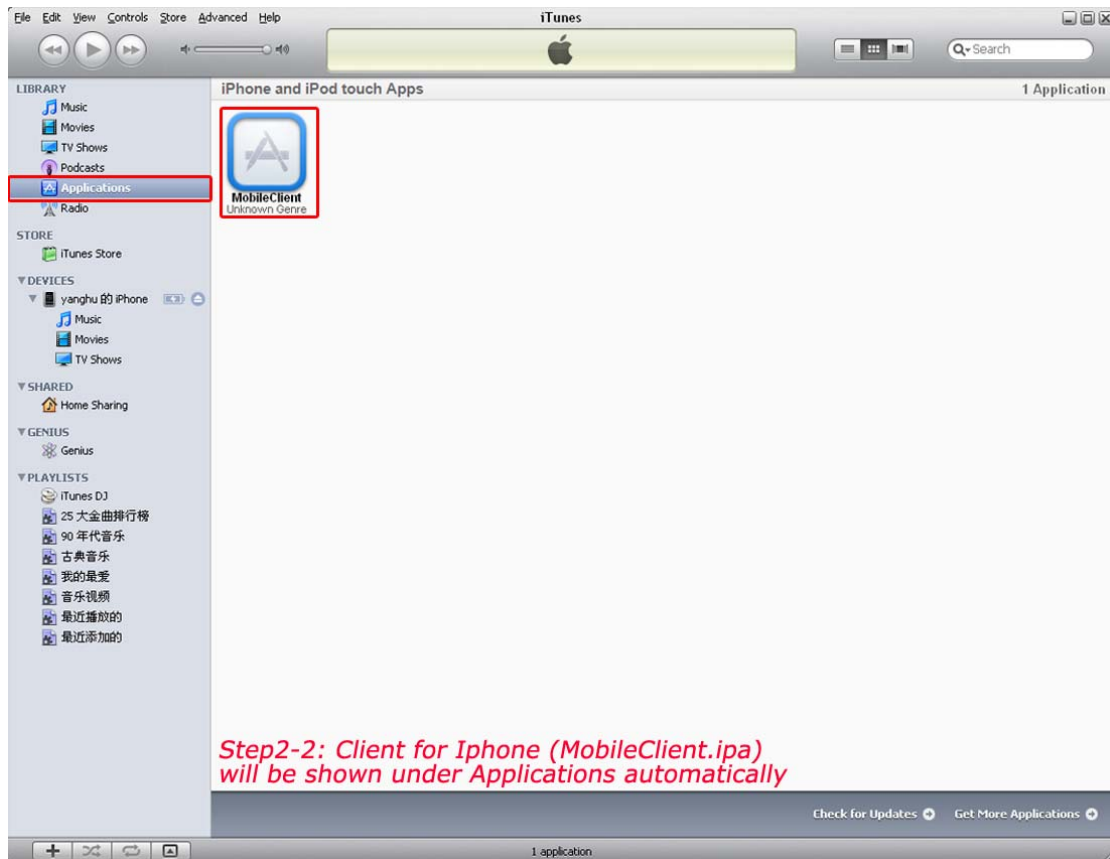 File Edit View Controls Store Advanced Help
iTunes
Search
LIBRARY
Music
Movies
TV Shows
Podcasts
Applications
Radio
STORE
iTunes Store
DEVICES
yanghu 的 iPhone
Music
Movies
TV Shows
SHARED
Home Sharing
GENIUS
Genius
PLAYLISTS
iTunes DJ
25 大金曲排行榜
90 年代音乐
古典音乐
我的最爱
音乐视频
最近播放的
最近添加的
iPhone and iPod touch Apps
1 Application
MobileClient
Unknown Genre
Step2-2: Client for Iphone (MobileClient.ipa)
will be shown under Applications automatically
Check for Updates
Get More Applications
1 application